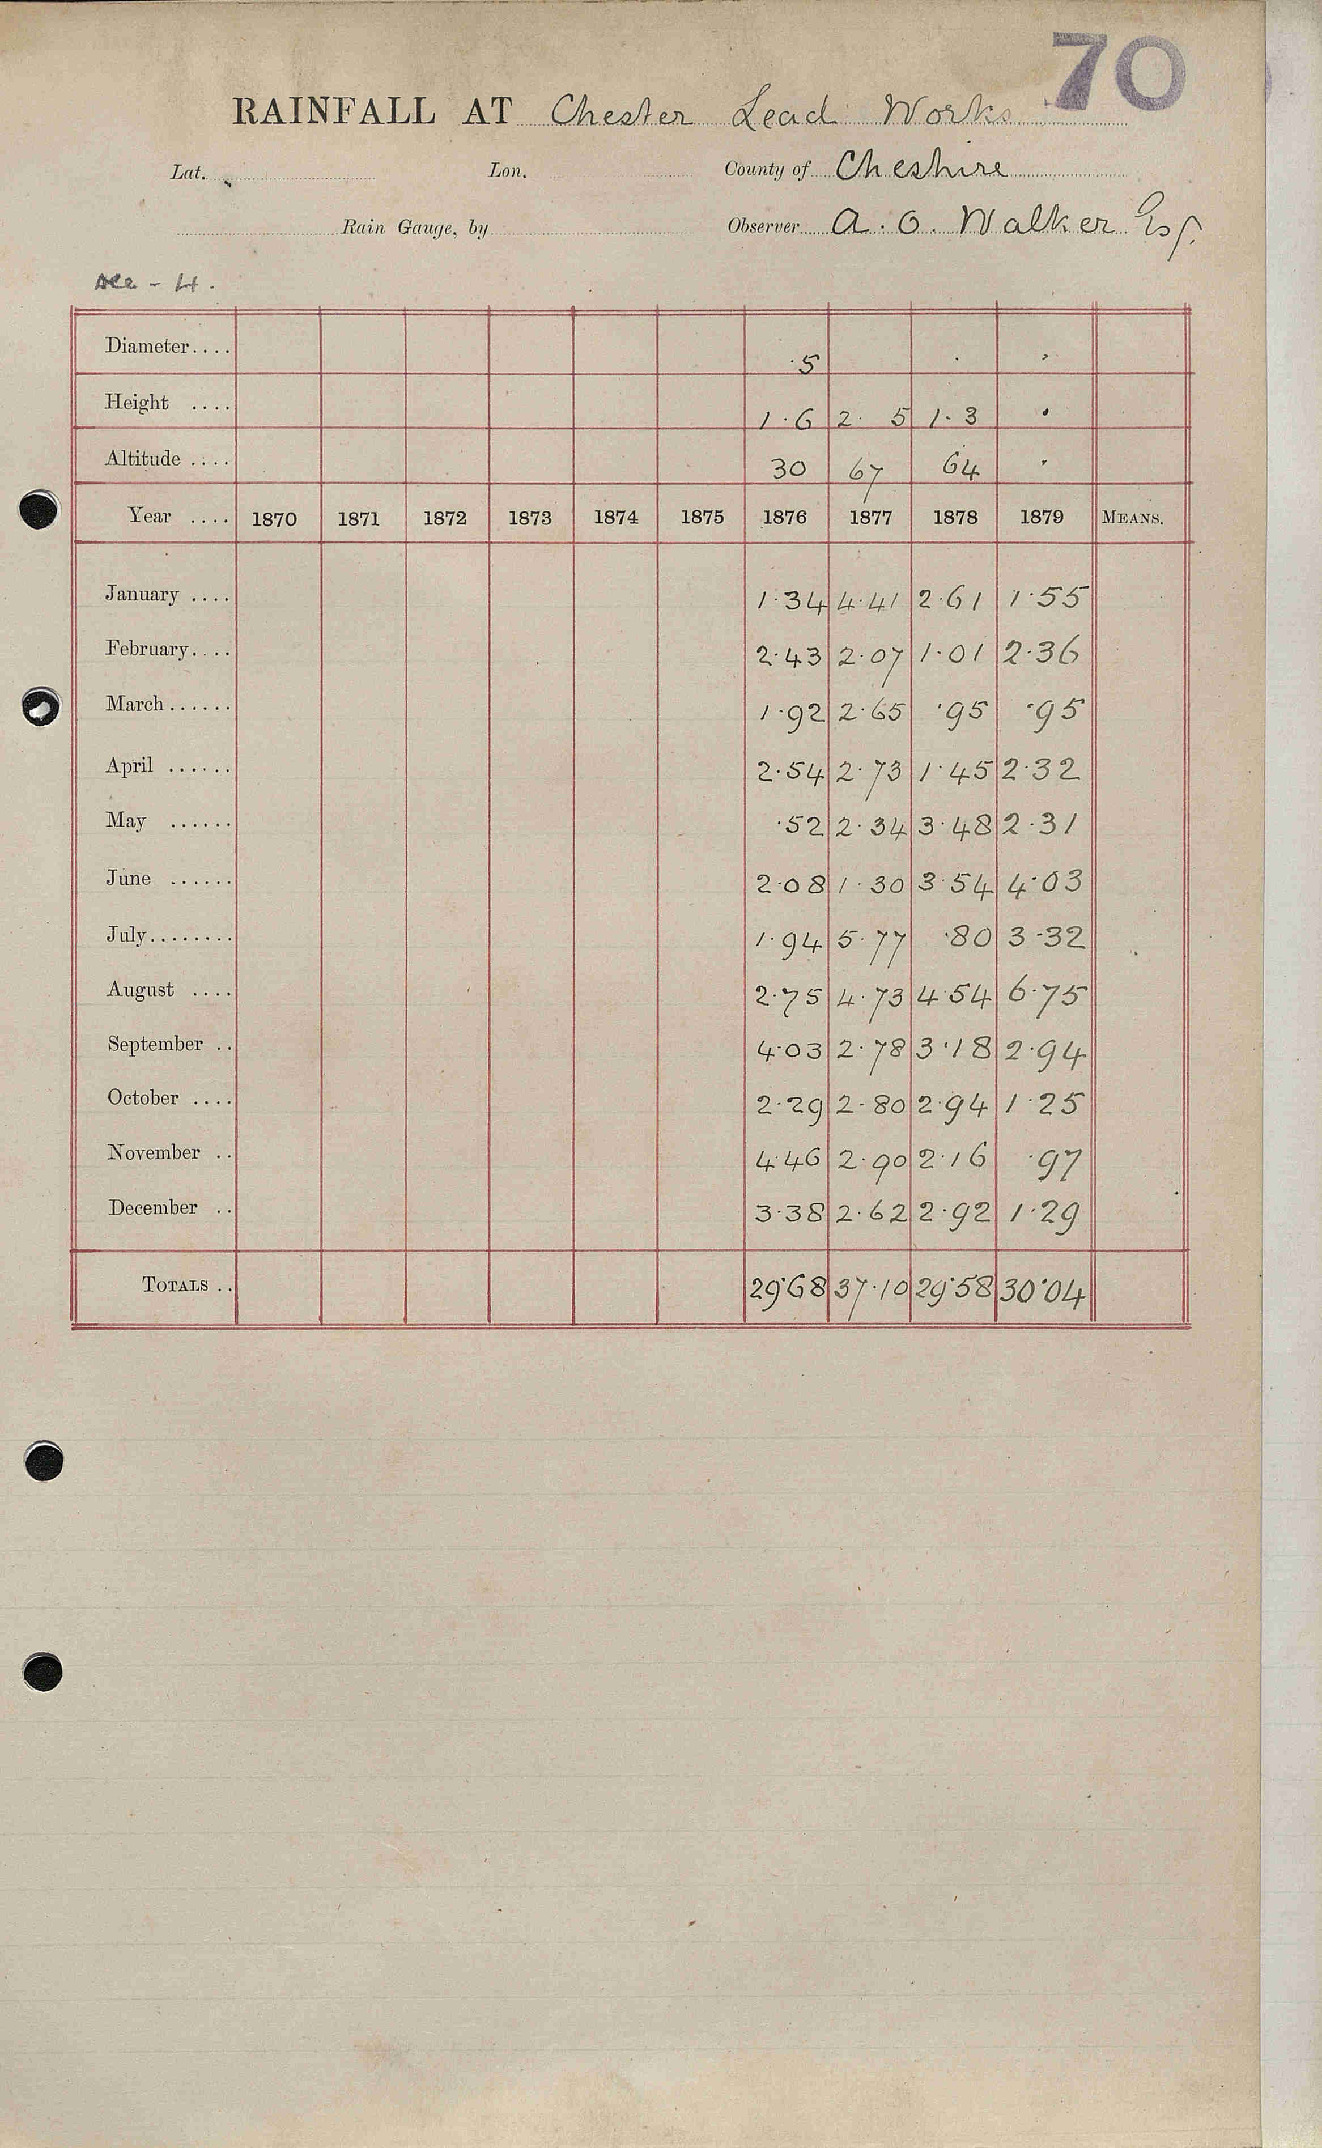 70
RAINFALL AT Chester Lead Works
Lat. Lon. County of Cheshire
Rain Gauge, by Observer A. O. Walker Esq.
- 4.
Diameter.... ·5 · ·
Height .... 1·6 2· 5 1·3 ·
Altitude .... 30 67 64 ·
Year .... 1870 1871 1872 1873 1874 1875 1876 1877 1878 1879 MEANS.
January .... 1·34 4·41 2·61 1·55
February.... 2·43 2·07 1·01 2·36
March...... 1·92 2·65 ·95 ·95
April ...... 2·54 2·73 1·45 2·32
May ...... ·52 2·34 3·48 2·31
June ...... 2·08 1·30 3·54 4·03
July........ 1·94 5·77 ·80 3·32
August .... 2·75 4·73 4·54 6·75
September .. 4·03 2·78 3·18 2·94
October .... 2·29 2·80 2·94 1·25
November .. 4·46 2·90 2·16 ·97
December .. 3·38 2·62 2·92 1·29
TOTALS .. 29·68 37·10 29·58 30·04